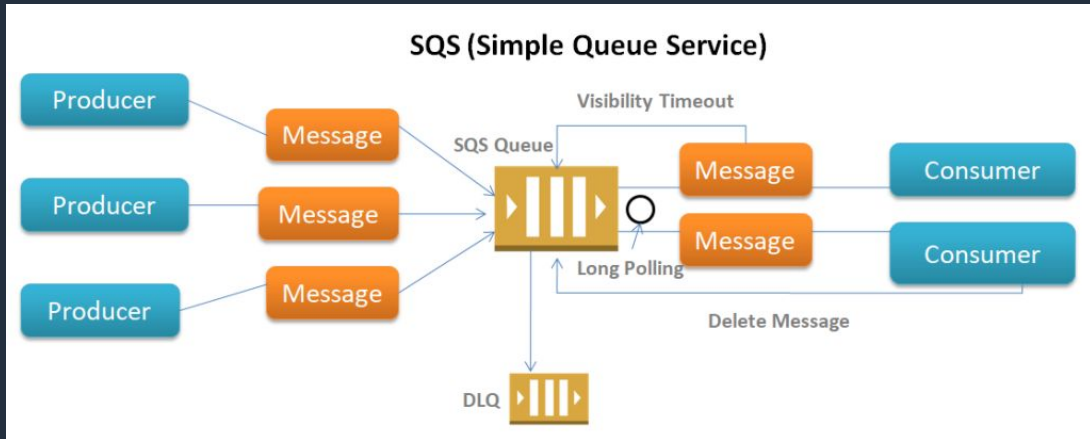 SQS (Simple Queue Service)
Producer
Message
Visibility Timeout
SQS Queue
Message
Consumer
Producer
Message
Message
Consumer
Long Polling
Producer
Message
Delete Message
DLQ